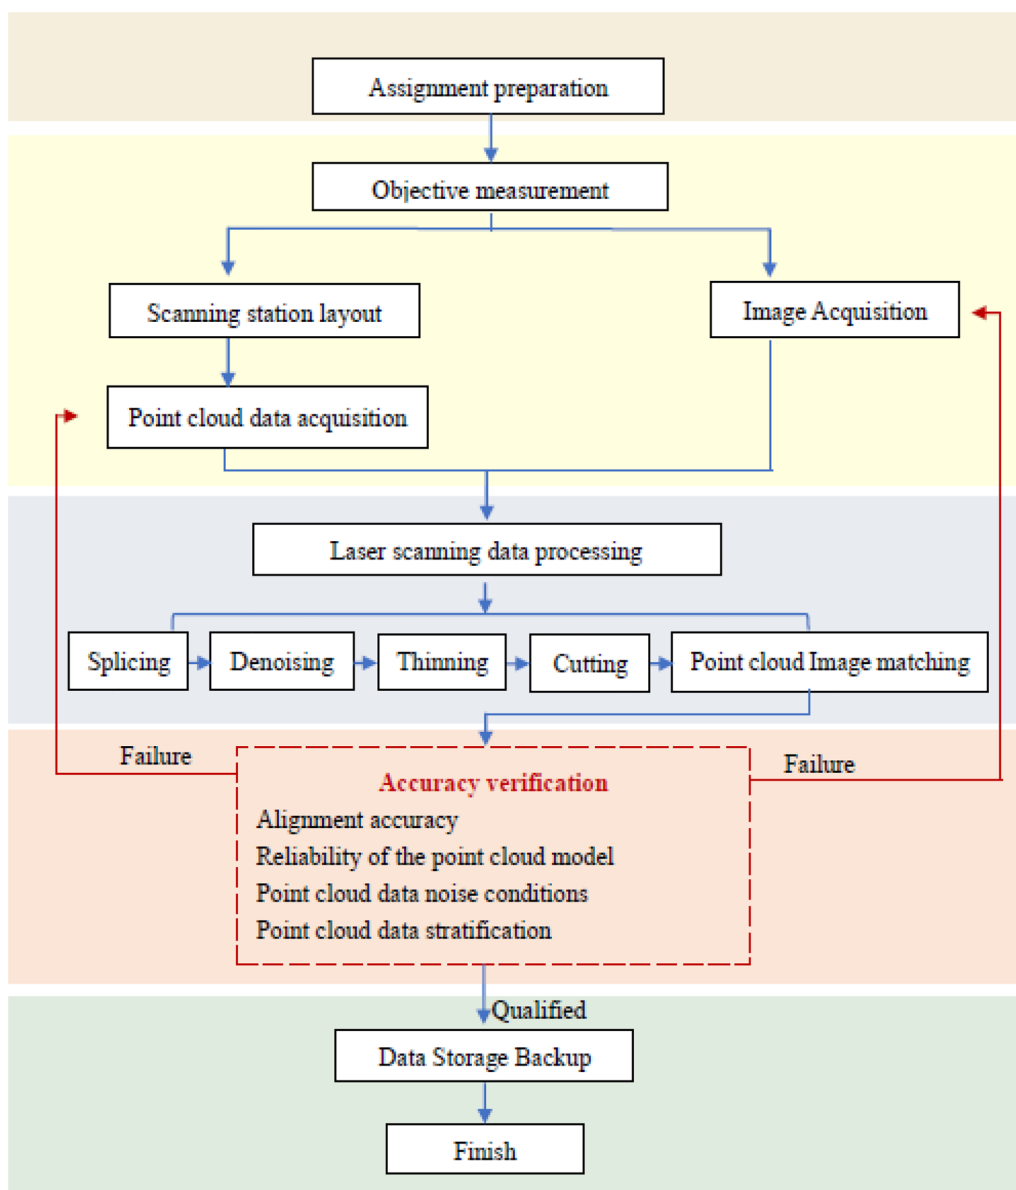 Assignment preparation
Objective measurement
Scanning station layout
Image Acquisition
Point cloud data acquisition
Laser scanning data processing
Splicing
Denoising
Thinning
Cutting
Point cloud Image matching
Failure
Failure
Accuracy verification
Alignment accuracy
Reliability of the point cloud model
Point cloud data noise conditions
Point cloud data stratification
Qualified
Data Storage Backup
Finish